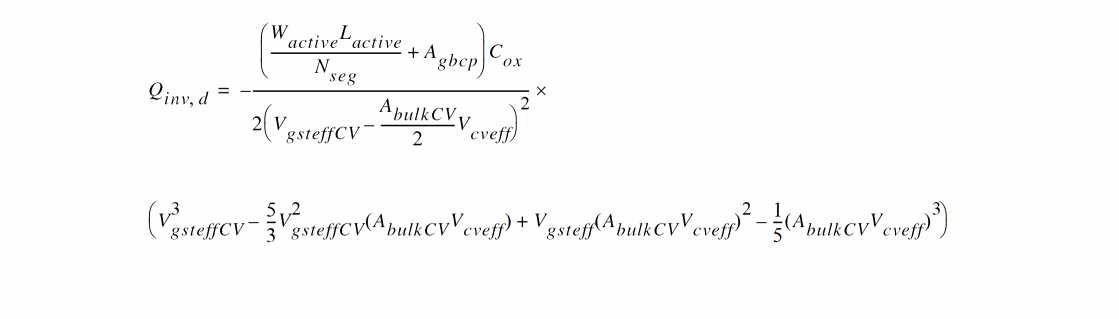 Q_{inv, d} = -\frac{\left(\frac{W_{active}L_{active}}{N_{seg}} + A_{gbcp}\right)C_{ox}}{2\left(V_{gsteffCV} - \frac{A_{bulkCV}}{2}V_{cveff}\right)^2} \times
\left(V_{gsteffCV}^3 - \frac{5}{3}V_{gsteffCV}^2(A_{bulkCV}V_{cveff}) + V_{gsteff}(A_{bulkCV}V_{cveff})^2 - \frac{1}{5}(A_{bulkCV}V_{cveff})^3\right)